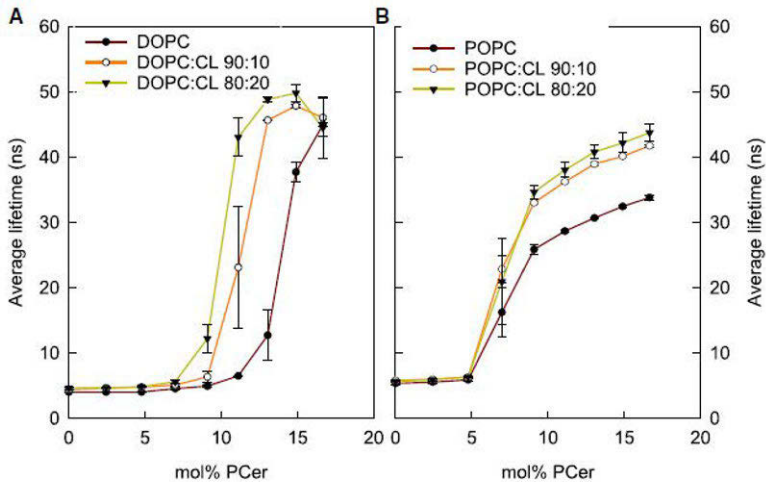 A
B
60
50
40
30
20
10
0
Average lifetime (ns)
DOPC
DOPC:CL 90:10
DOPC:CL 80:20
0 5 10 15 20
mol% PCer
POPC
POPC:CL 90:10
POPC:CL 80:20
0 5 10 15 20
mol% PCer
60
50
40
30
20
10
0
Average lifetime (ns)